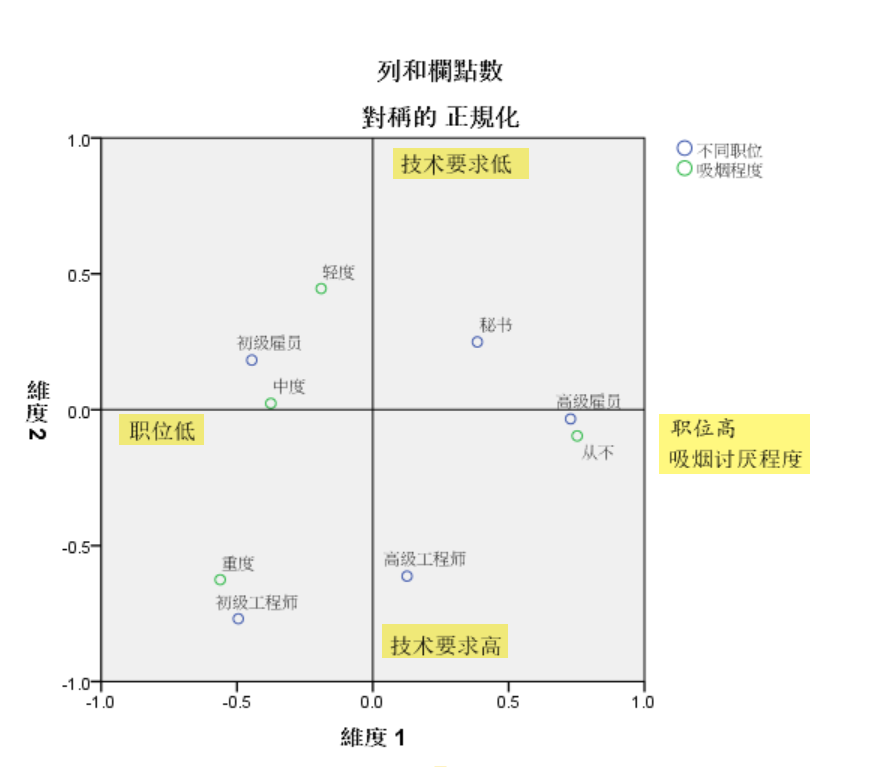 列和欄點數
對稱的 正規化
1.0
技术要求低
不同职位
吸烟程度
轻度
0.5
秘书
初级雇员
中度
高级雇员
0.0
维度 2
职位低
职位高
吸烟讨厌程度
从不
-0.5
高级工程师
重度
初级工程师
技术要求高
-1.0
-1.0
-0.5
0.0
0.5
1.0
維度 1